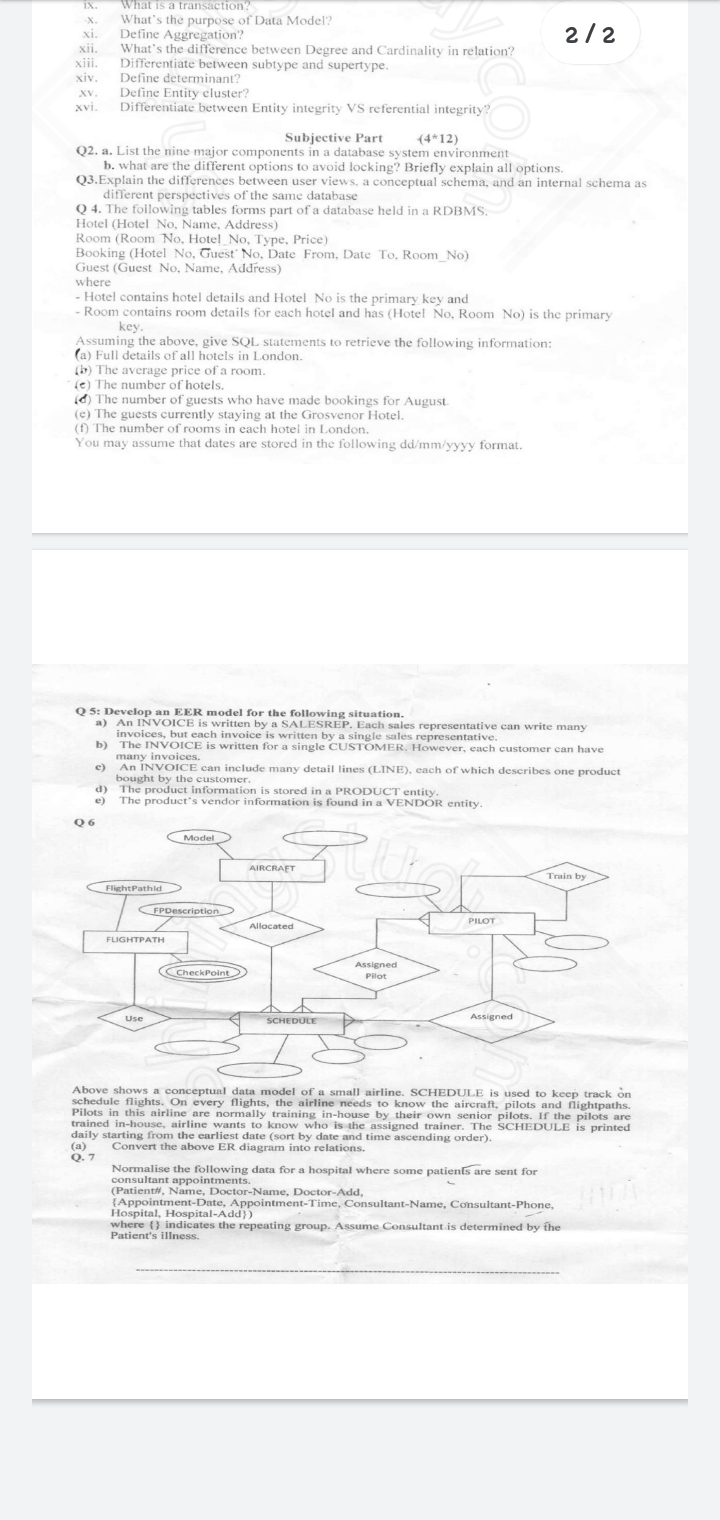 ix. What is a transaction?
x. What's the purpose of Data Model?
xi. Define Aggregation?
xii. What's the difference between Degree and Cardinality in relation?
xiii. Differentiate between subtype and supertype.
xiv. Define determinant?
xv. Define Entity cluster?
xvi. Differentiate between Entity integrity VS referential integrity?
2 / 2
Subjective Part (4*12)
Q2. a. List the nine major components in a database system environment
b. what are the different options to avoid locking? Briefly explain all options.
Q3.Explain the differences between user views, a conceptual schema, and an internal schema as
different perspectives of the same database
Q 4. The following tables forms part of a database held in a RDBMS.
Hotel (Hotel_No, Name, Address)
Room (Room_No, Hotel_No, Type, Price)
Booking (Hotel_No, Guest_No, Date_From, Date_To, Room_No)
Guest (Guest_No, Name, Address)
where
- Hotel contains hotel details and Hotel_No is the primary key and
- Room contains room details for each hotel and has (Hotel_No, Room_No) is the primary
key.
Assuming the above, give SQL statements to retrieve the following information:
(a) Full details of all hotels in London.
(b) The average price of a room.
(c) The number of hotels.
(d) The number of guests who have made bookings for August.
(e) The guests currently staying at the Grosvenor Hotel.
(f) The number of rooms in each hotel in London.
You may assume that dates are stored in the following dd/mm/yyyy format.
Q 5: Develop an EER model for the following situation.
a) An INVOICE is written by a SALESREP. Each sales representative can write many
invoices, but each invoice is written by a single sales representative.
b) The INVOICE is written for a single CUSTOMER. However, each customer can have
many invoices.
c) An INVOICE can include many detail lines (LINE), each of which describes one product
bought by the customer.
d) The product information is stored in a PRODUCT entity.
e) The product's vendor information is found in a VENDOR entity.
Q 6
Model
AIRCRAFT
Train by
FlightPathId
FPDescription
Allocated
PILOT
FLIGHTPATH
CheckPoint
Assigned
Pilot
Use
SCHEDULE
Assigned
Above shows a conceptual data model of a small airline. SCHEDULE is used to keep track on
schedule flights. On every flights, the airline needs to know the aircraft, pilots and flightpaths.
Pilots in this airline are normally training in-house by their own senior pilots. If the pilots are
trained in-house, airline wants to know who is the assigned trainer. The SCHEDULE is printed
daily starting from the earliest date (sort by date and time ascending order).
(a) Convert the above ER diagram into relations.
Q. 7
Normalise the following data for a hospital where some patients are sent for
consultant appointments.
(Patient#, Name, Doctor-Name, Doctor-Add,
{Appointment-Date, Appointment-Time, Consultant-Name, Consultant-Phone,
Hospital, Hospital-Add})
where {} indicates the repeating group. Assume Consultant is determined by the
Patient's illness.